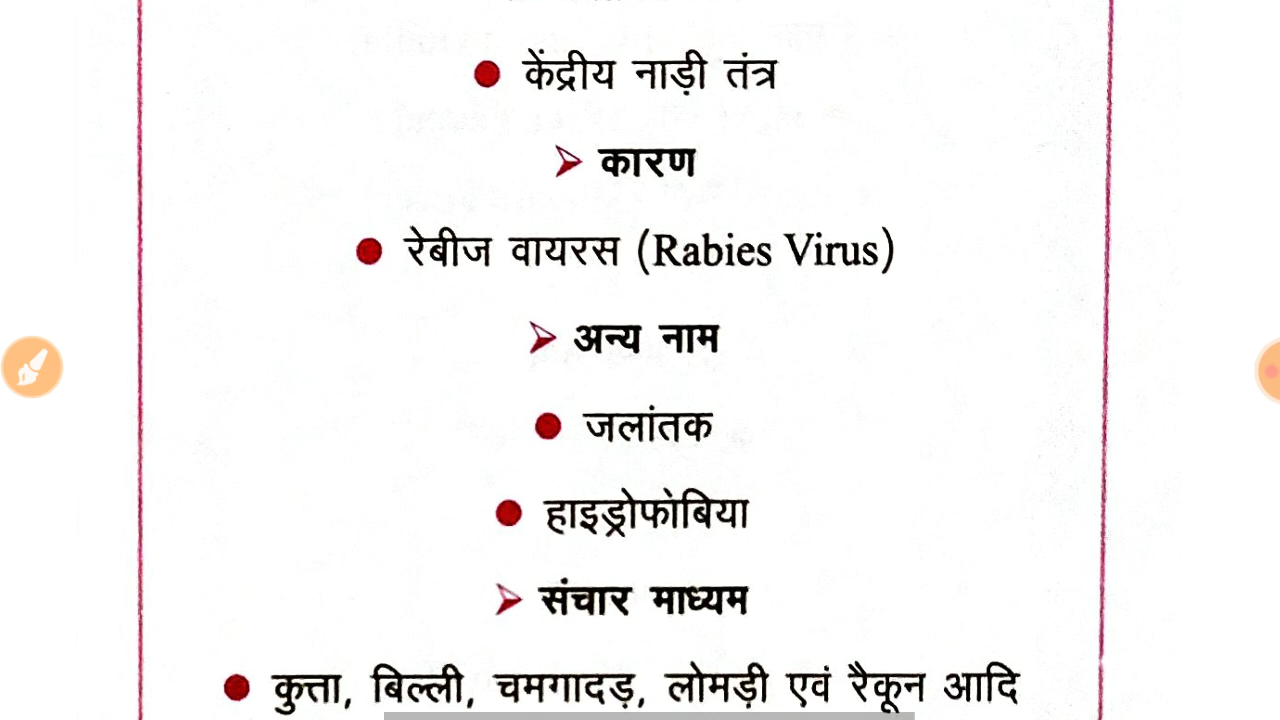 केंद्रीय नाड़ी तंत्र
कारण
रेबीज वायरस (Rabies Virus)
अन्य नाम
जलांतक
हाइड्रोफोबिया
संचार माध्यम
कुत्ता, बिल्ली, चमगादड़, लोमड़ी एवं रैकून आदि